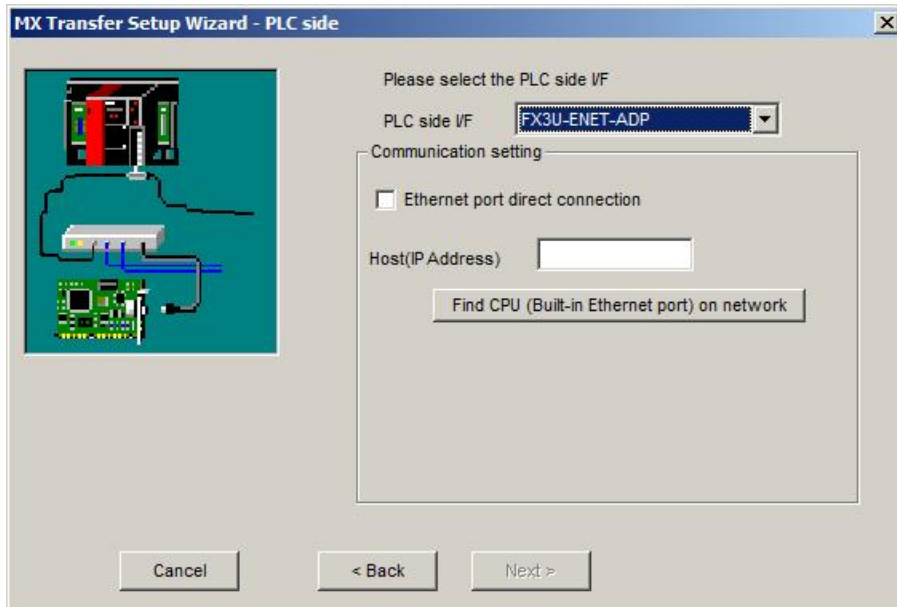 MX Transfer Setup Wizard - PLC side
Please select the PLC side I/F
PLC side I/F FX3U-ENET-ADP
Communication setting
Ethernet port direct connection
Host(IP Address)
Find CPU (Built-in Ethernet port) on network
Cancel < Back Next >